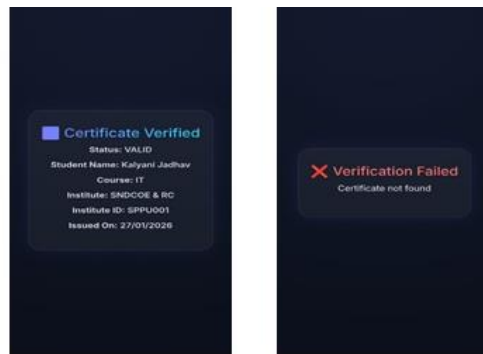 Certificate Verified
Status: VALID
Student Name: Kalyani Jadhav
Course: IT
Institute: SNDCOE & RC
Institute ID: SPPU001
Issued On: 27/01/2026
Verification Failed
Certificate not found